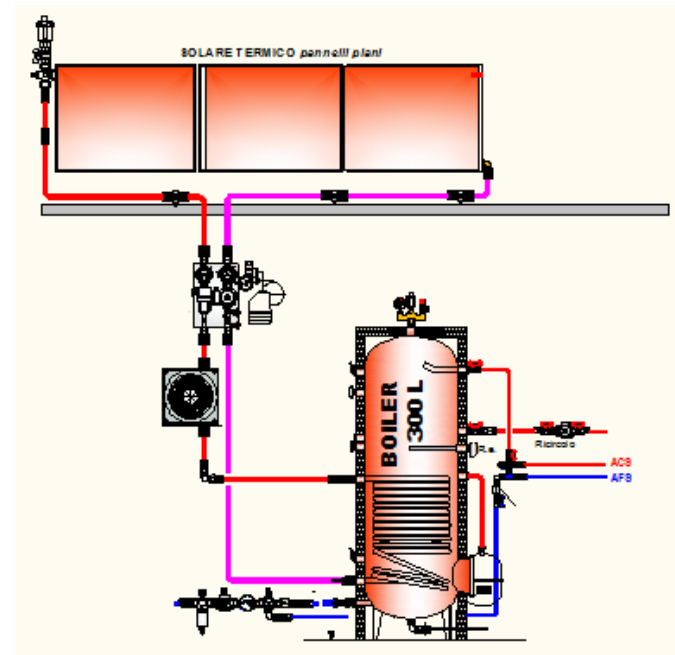 SOLARE TERMICO pannelli piani
BOILER
300 L
R.e.
Ricircolo
ACS
AFS